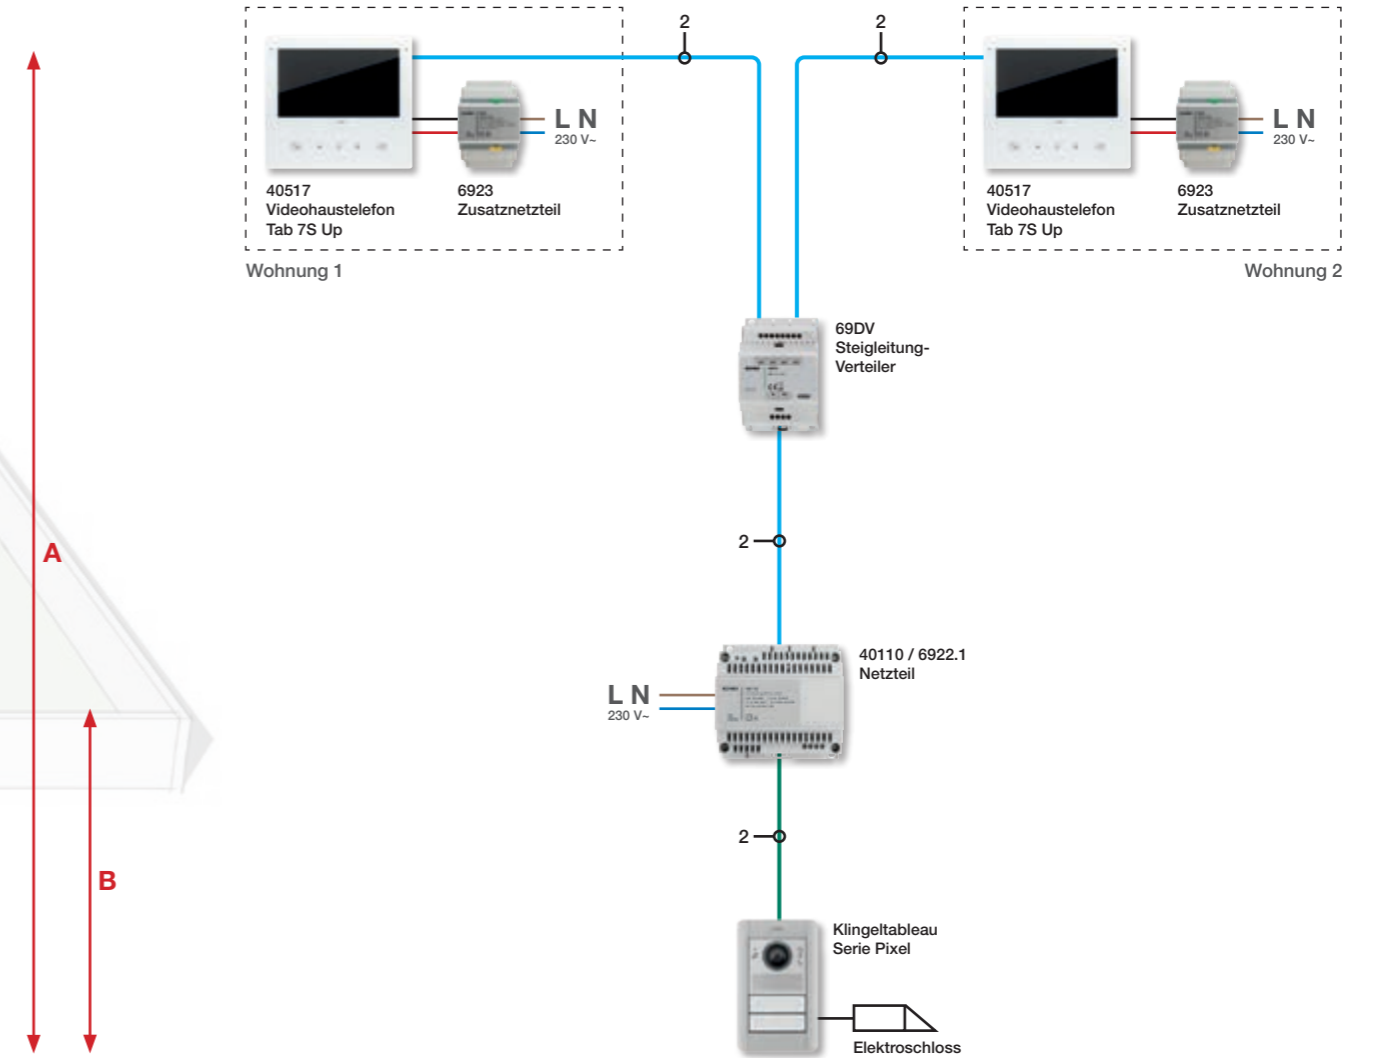 2
2
L N
230 V~
40517
Videohaustelefon
Tab 7S Up
6923
Zusatznetzteil
Wohnung 1
L N
230 V~
40517
Videohaustelefon
Tab 7S Up
6923
Zusatznetzteil
Wohnung 2
69DV
Steigleitung-
Verteiler
A
2
40110 / 6922.1
Netzteil
L N
230 V~
2
B
Klingeltableau
Serie Pixel
Elektroschloss